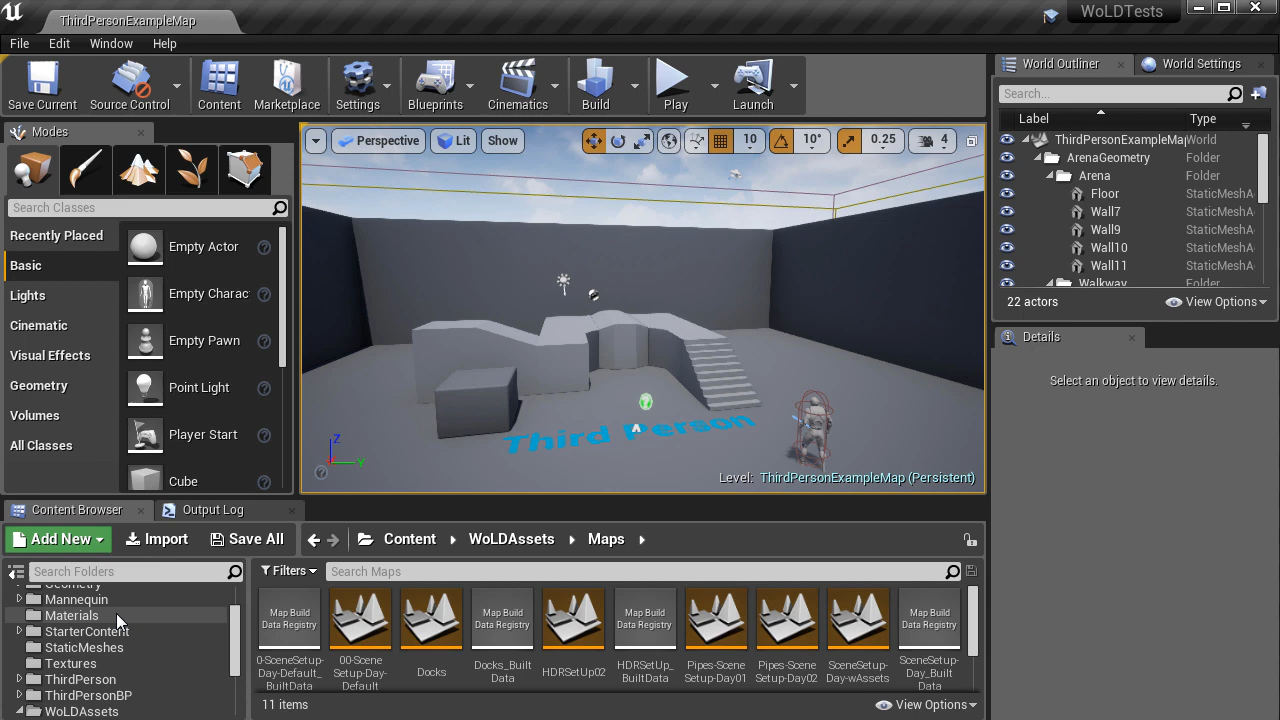 ThirdPersonExampleMap
WoLDTests
File Edit Window Help
Save Current Source Control Content Marketplace Settings Blueprints Cinematics Build Play Launch
World Outliner World Settings
Search...
Label Type
ThirdPersonExampleMap World
ArenaGeometry Folder
Arena Folder
Floor StaticMeshA
Wall7 StaticMeshA
Wall9 StaticMeshA
Wall10 StaticMeshA
Wall11 StaticMeshA
Walkway Folder
22 actors View Options
Details
Select an object to view details.
Modes
Search Classes
Recently Placed
Basic
Lights
Cinematic
Visual Effects
Geometry
Volumes
All Classes
Empty Actor
Empty Charac
Empty Pawn
Point Light
Player Start
Cube
Perspective Lit Show 10 10° 0.25 4
Third Person
Z
Y
Level: ThirdPersonExampleMap (Persistent)
Content Browser Output Log
Add New Import Save All Content WoLDAssets Maps
Search Folders
Geometry
Mannequin
Materials
StarterContent
StaticMeshes
Textures
ThirdPerson
ThirdPersonBP
WoLDAssets
Filters Search Maps
Map Build Data Registry
0-SceneSetup-Day-Default_BuiltData
00-Scene Setup-Day-Default
Docks
Map Build Data Registry
Docks_Built Data
HDRSetUp02
Map Build Data Registry
HDRSetUp_BuiltData
Pipes-Scene Setup-Day01
Pipes-Scene Setup-Day02
SceneSetup-Day-wAssets
Map Build Data Registry
SceneSetup-Day_Built Data
11 items View Options